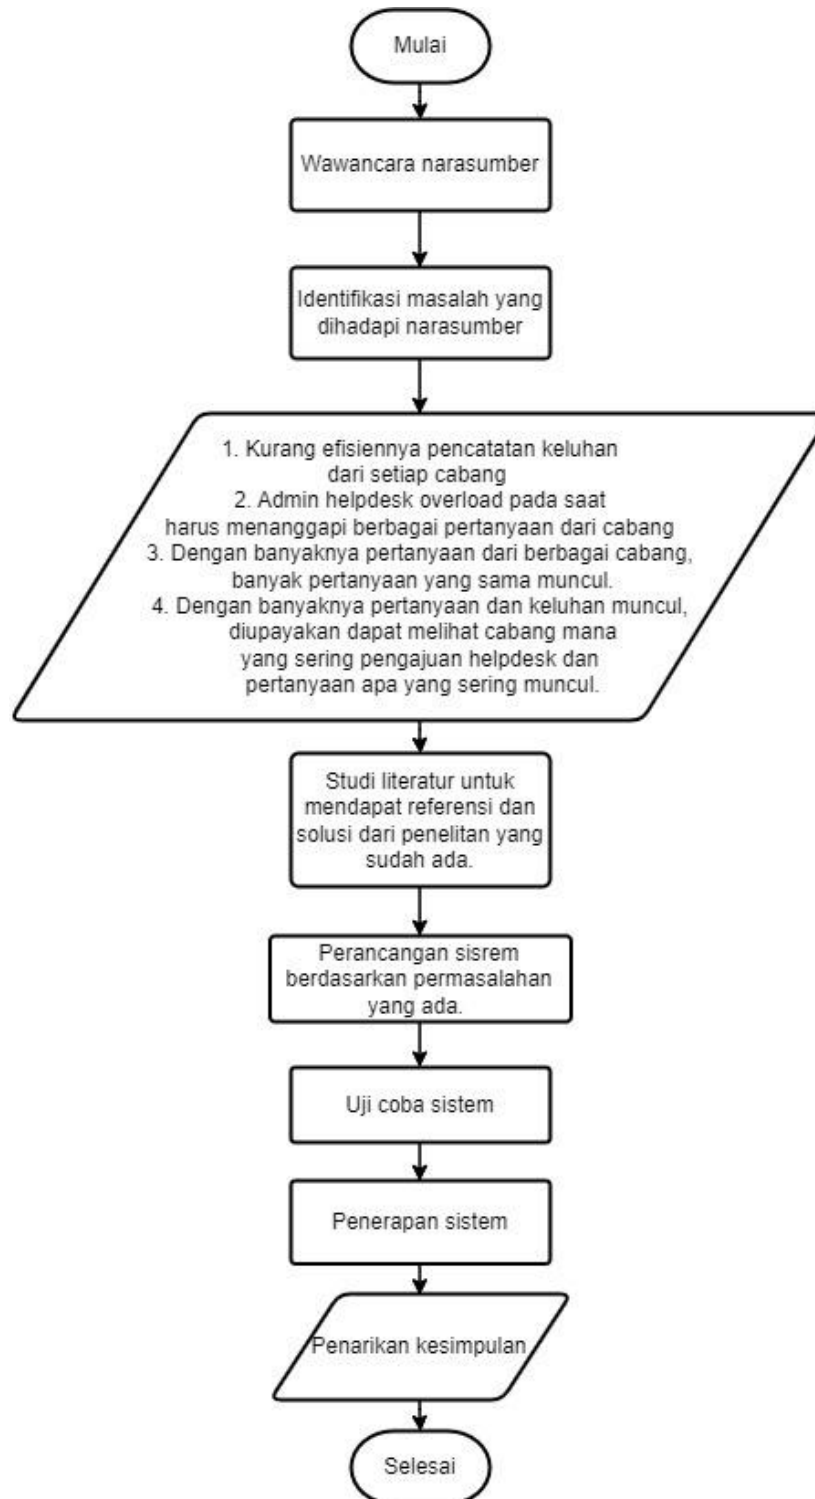 Mulai
Wawancara narasumber
Identifikasi masalah yang
dihadapi narasumber
1. Kurang efisiennya pencatatan keluhan
dari setiap cabang
2. Admin helpdesk overload pada saat
harus menanggapi berbagai pertanyaan dari cabang
3. Dengan banyaknya pertanyaan dari berbagai cabang,
banyak pertanyaan yang sama muncul.
4. Dengan banyaknya pertanyaan dan keluhan muncul,
diupayakan dapat melihat cabang mana
yang sering pengajuan helpdesk dan
pertanyaan apa yang sering muncul.
Studi literatur untuk
mendapat referensi dan
solusi dari penelitan yang
sudah ada.
Perancangan sisrem
berdasarkan permasalahan
yang ada.
Uji coba sistem
Penerapan sistem
Penarikan kesimpulan
Selesai